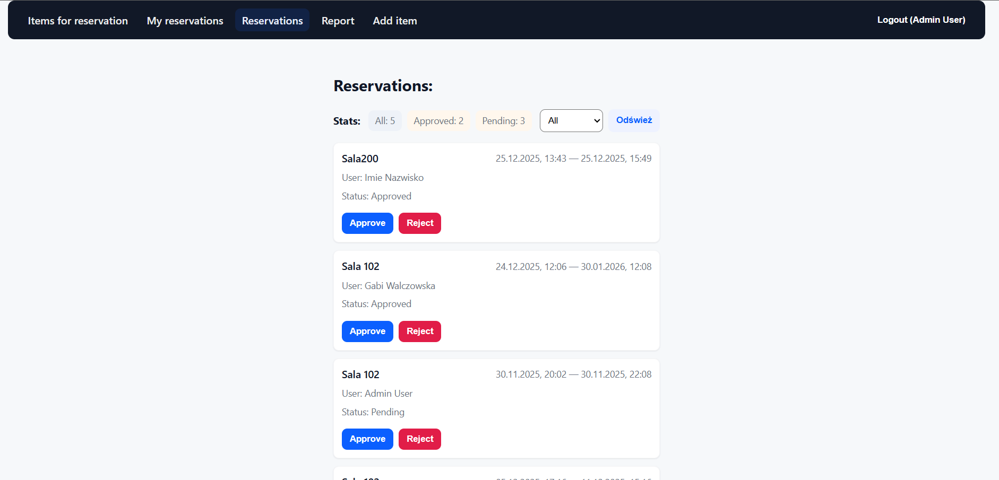 Items for reservation My reservations Reservations Report Add item Logout (Admin User)
Reservations:
Stats: All: 5 Approved: 2 Pending: 3 All Odśwież
Sala200 25.12.2025, 13:43 — 25.12.2025, 15:49
User: Imie Nazwisko
Status: Approved
Approve Reject
Sala 102 24.12.2025, 12:06 — 30.01.2026, 12:08
User: Gabi Walczowska
Status: Approved
Approve Reject
Sala 102 30.11.2025, 20:02 — 30.11.2025, 22:08
User: Admin User
Status: Pending
Approve Reject